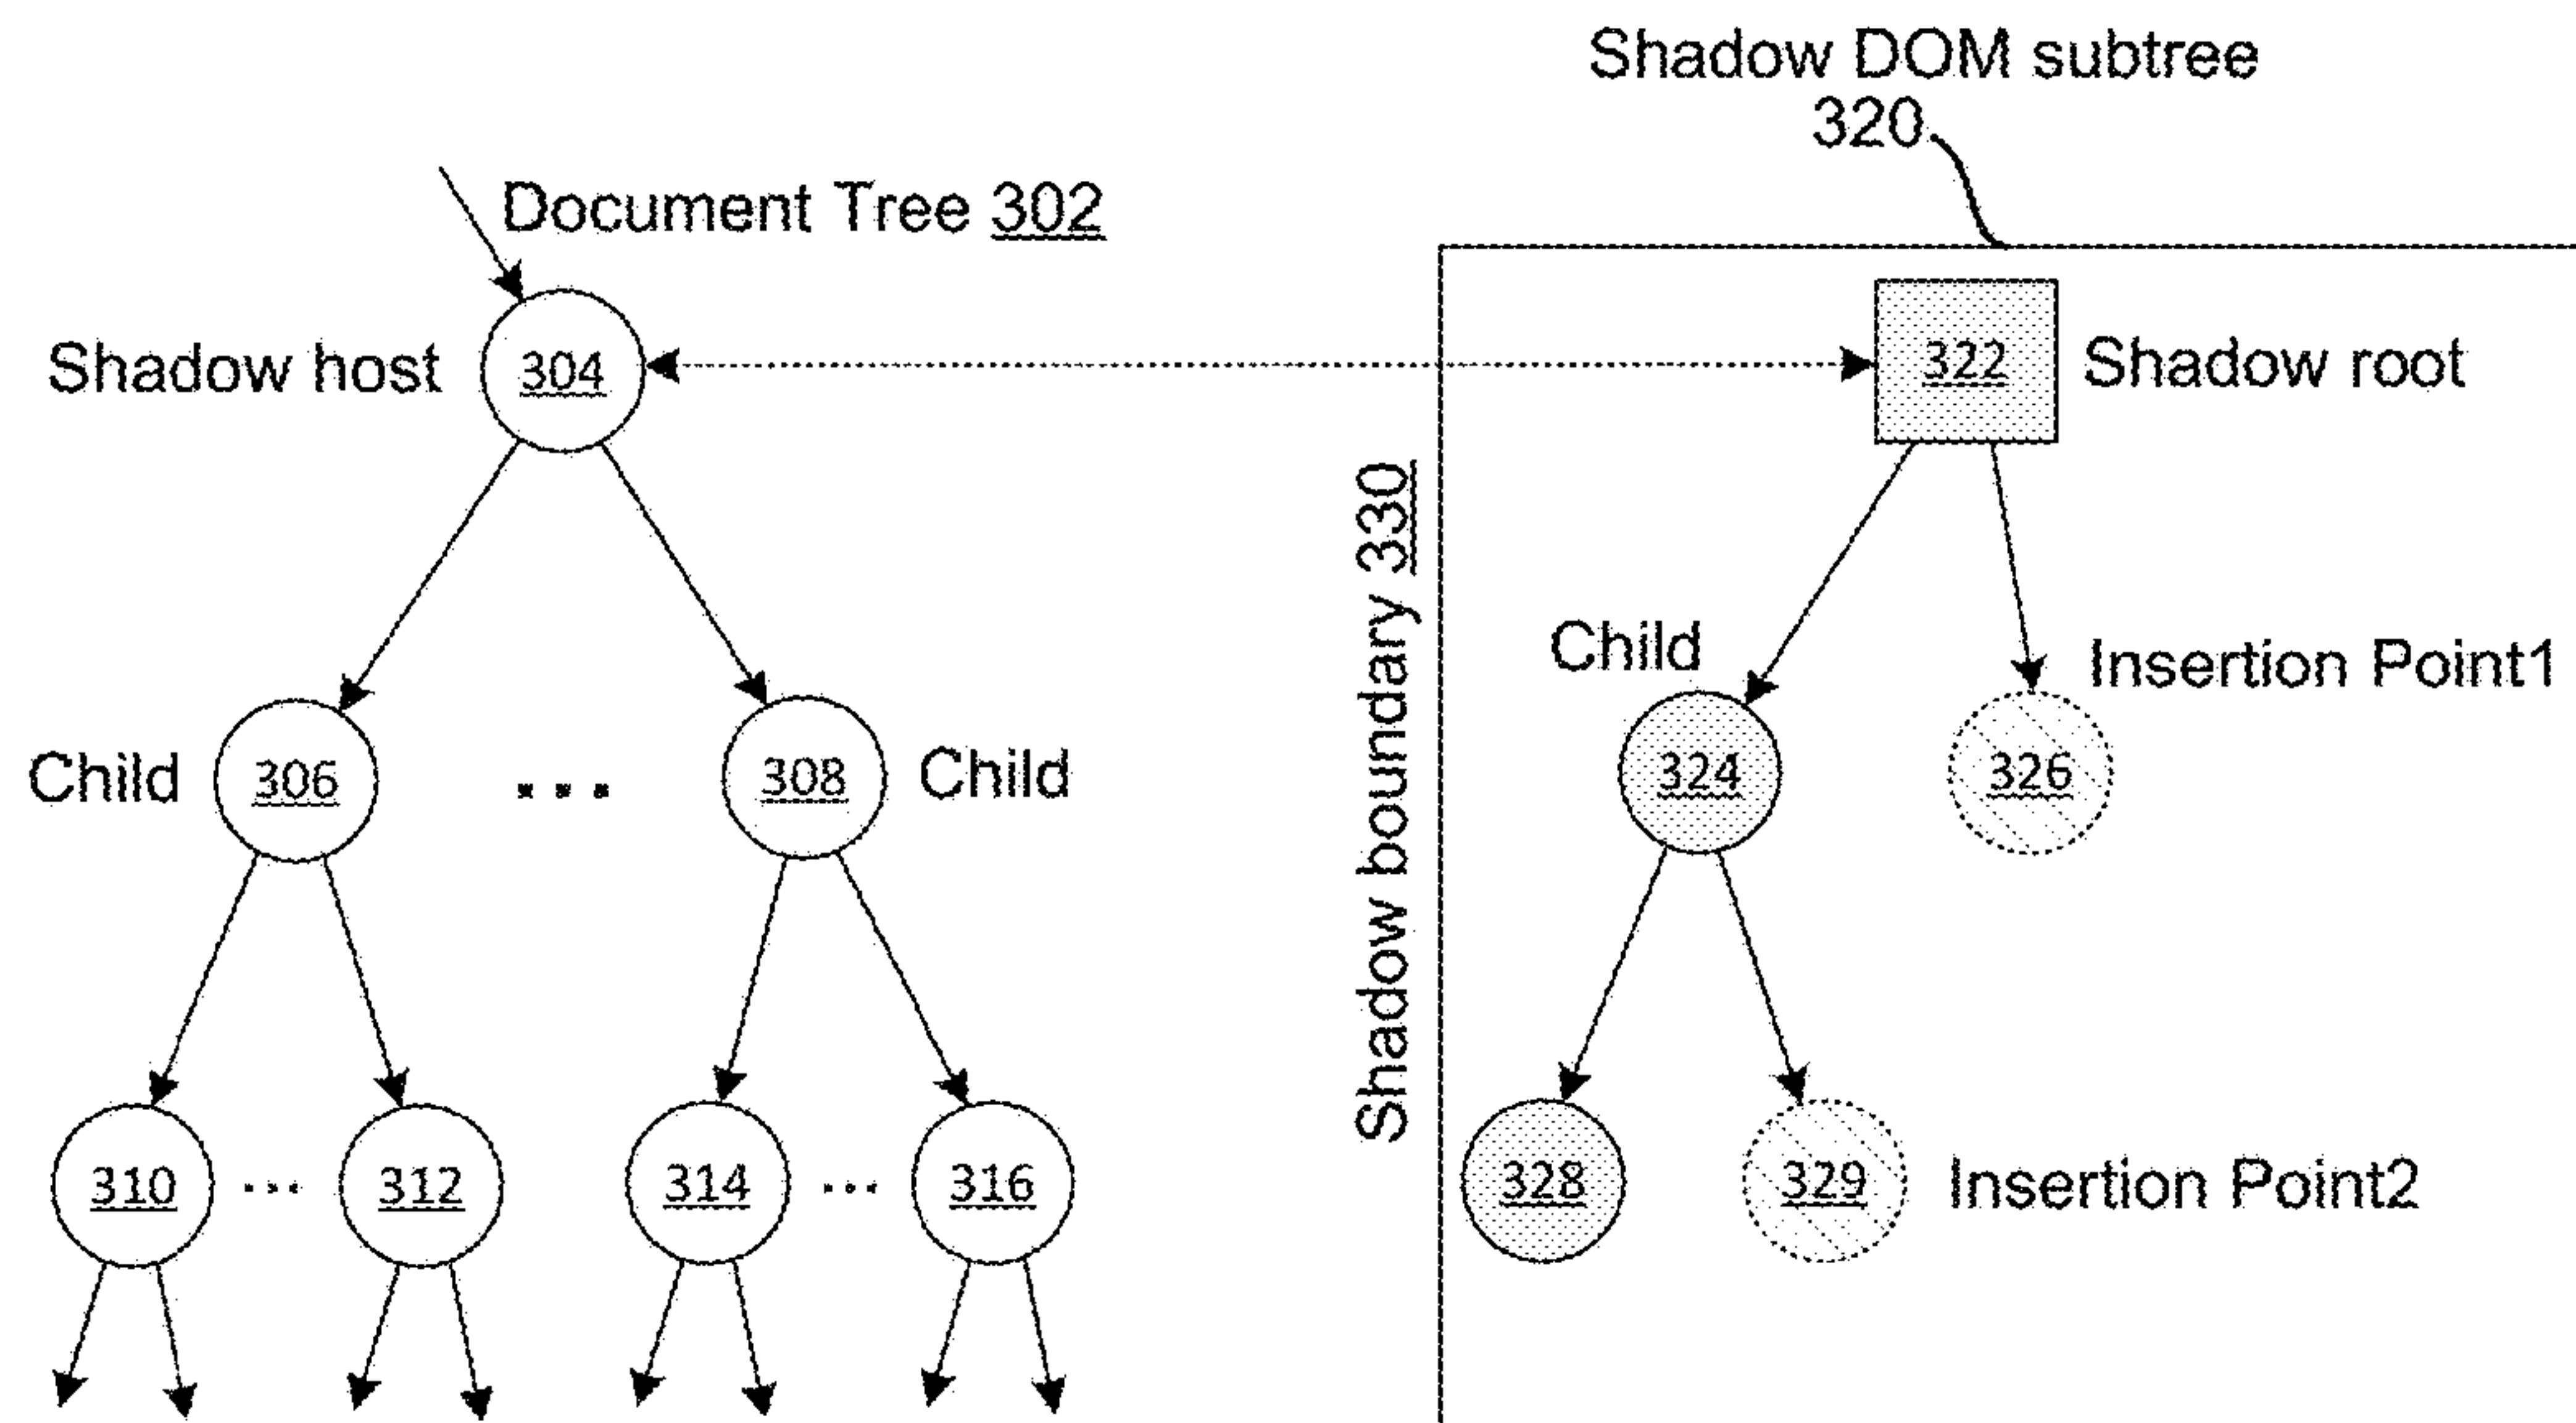 Shadow DOM subtree
320
Document Tree 302
Shadow host 304
322 Shadow root
Shadow boundary 330
Child 306 ... 308 Child
Child
324
Insertion Point1
326
310 ... 312 314 ... 316
328 329 Insertion Point2